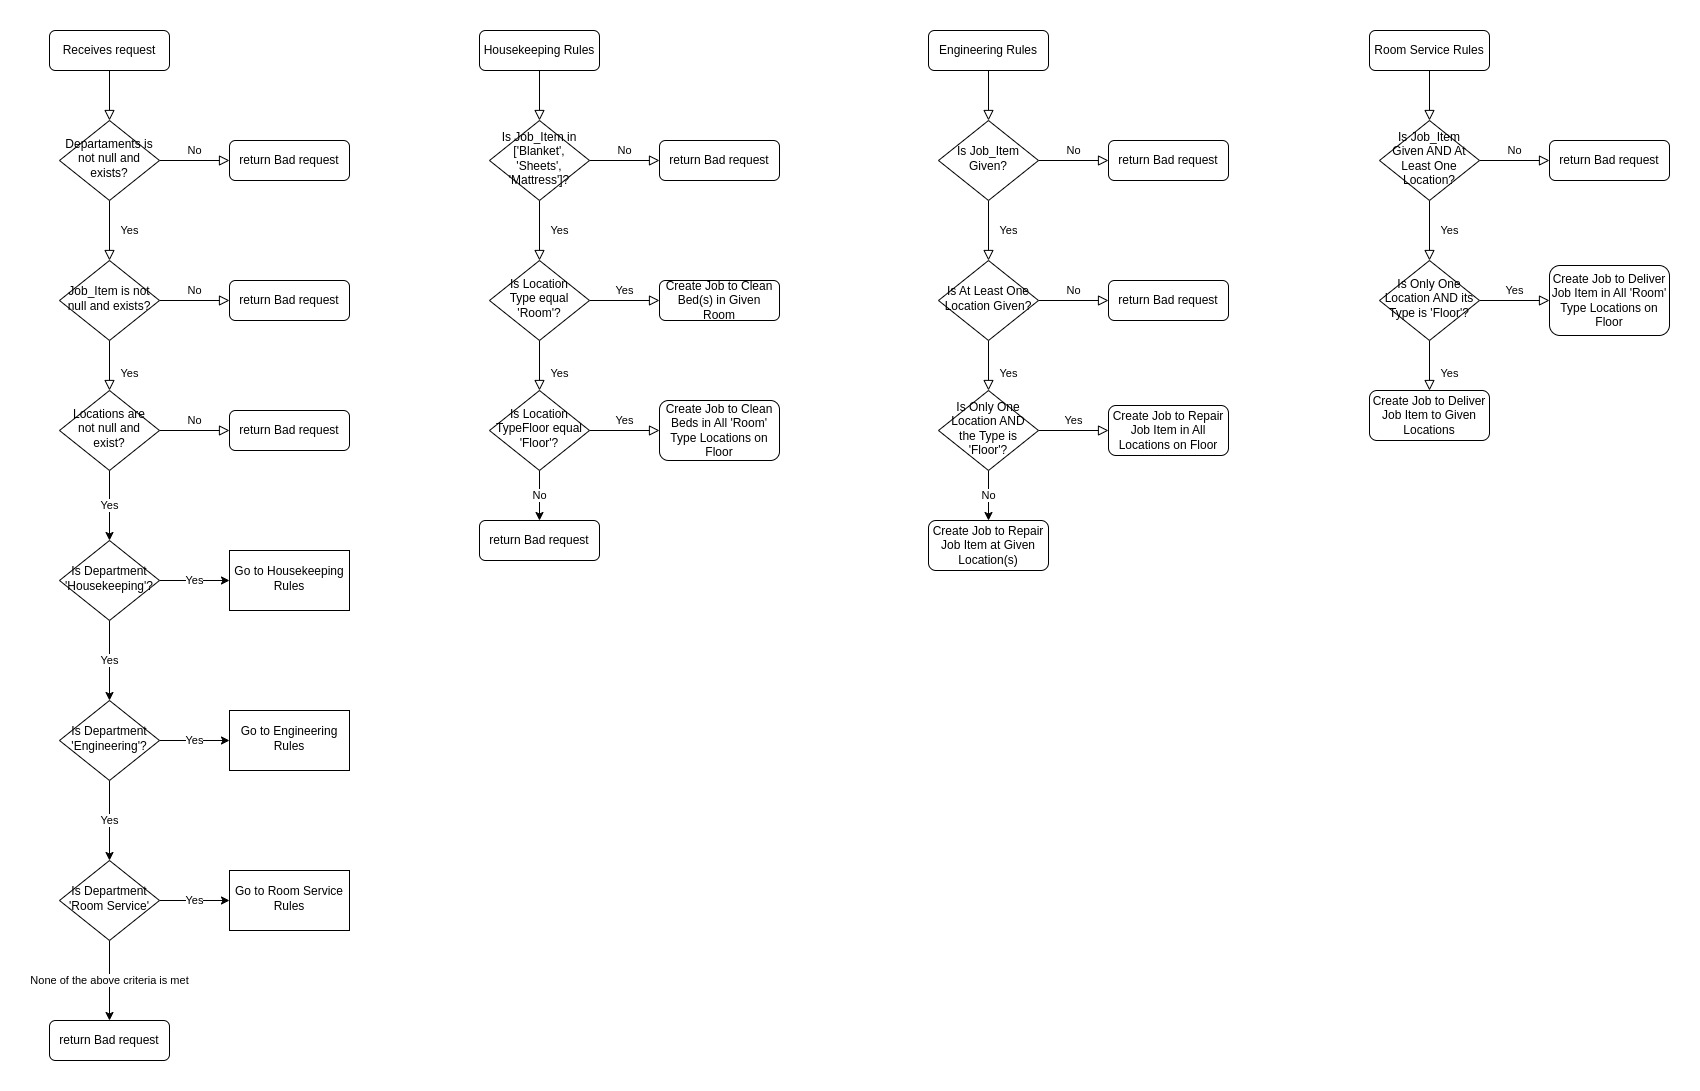 Receives request
Departaments is
not null and
exists?
No
return Bad request
Yes
Job_Item is not
null and exists?
No
return Bad request
Yes
Locations are
not null and
exist?
No
return Bad request
Yes
Is Department
'Housekeeping'?
Yes
Go to Housekeeping
Rules
Yes
Is Department
'Engineering'?
Yes
Go to Engineering
Rules
Yes
Is Department
'Room Service'
Yes
Go to Room Service
Rules
None of the above criteria is met
return Bad request
Housekeeping Rules
Is Job_Item in
['Blanket',
'Sheets',
'Mattress']?
No
return Bad request
Yes
Is Location
Type equal
'Room'?
Yes
Create Job to Clean
Bed(s) in Given
Room
Yes
Is Location
TypeFloor equal
'Floor'?
Yes
Create Job to Clean
Beds in All 'Room'
Type Locations on
Floor
No
return Bad request
Engineering Rules
Is Job_Item
Given?
No
return Bad request
Yes
Is At Least One
Location Given?
No
return Bad request
Yes
Is Only One
Location AND
the Type is
'Floor'?
Yes
Create Job to Repair
Job Item in All
Locations on Floor
No
Create Job to Repair
Job Item at Given
Location(s)
Room Service Rules
Is Job_Item
Given AND At
Least One
Location?
No
return Bad request
Yes
Is Only One
Location AND its
Type is 'Floor'?
Yes
Create Job to Deliver
Job Item in All 'Room'
Type Locations on
Floor
Yes
Create Job to Deliver
Job Item to Given
Locations